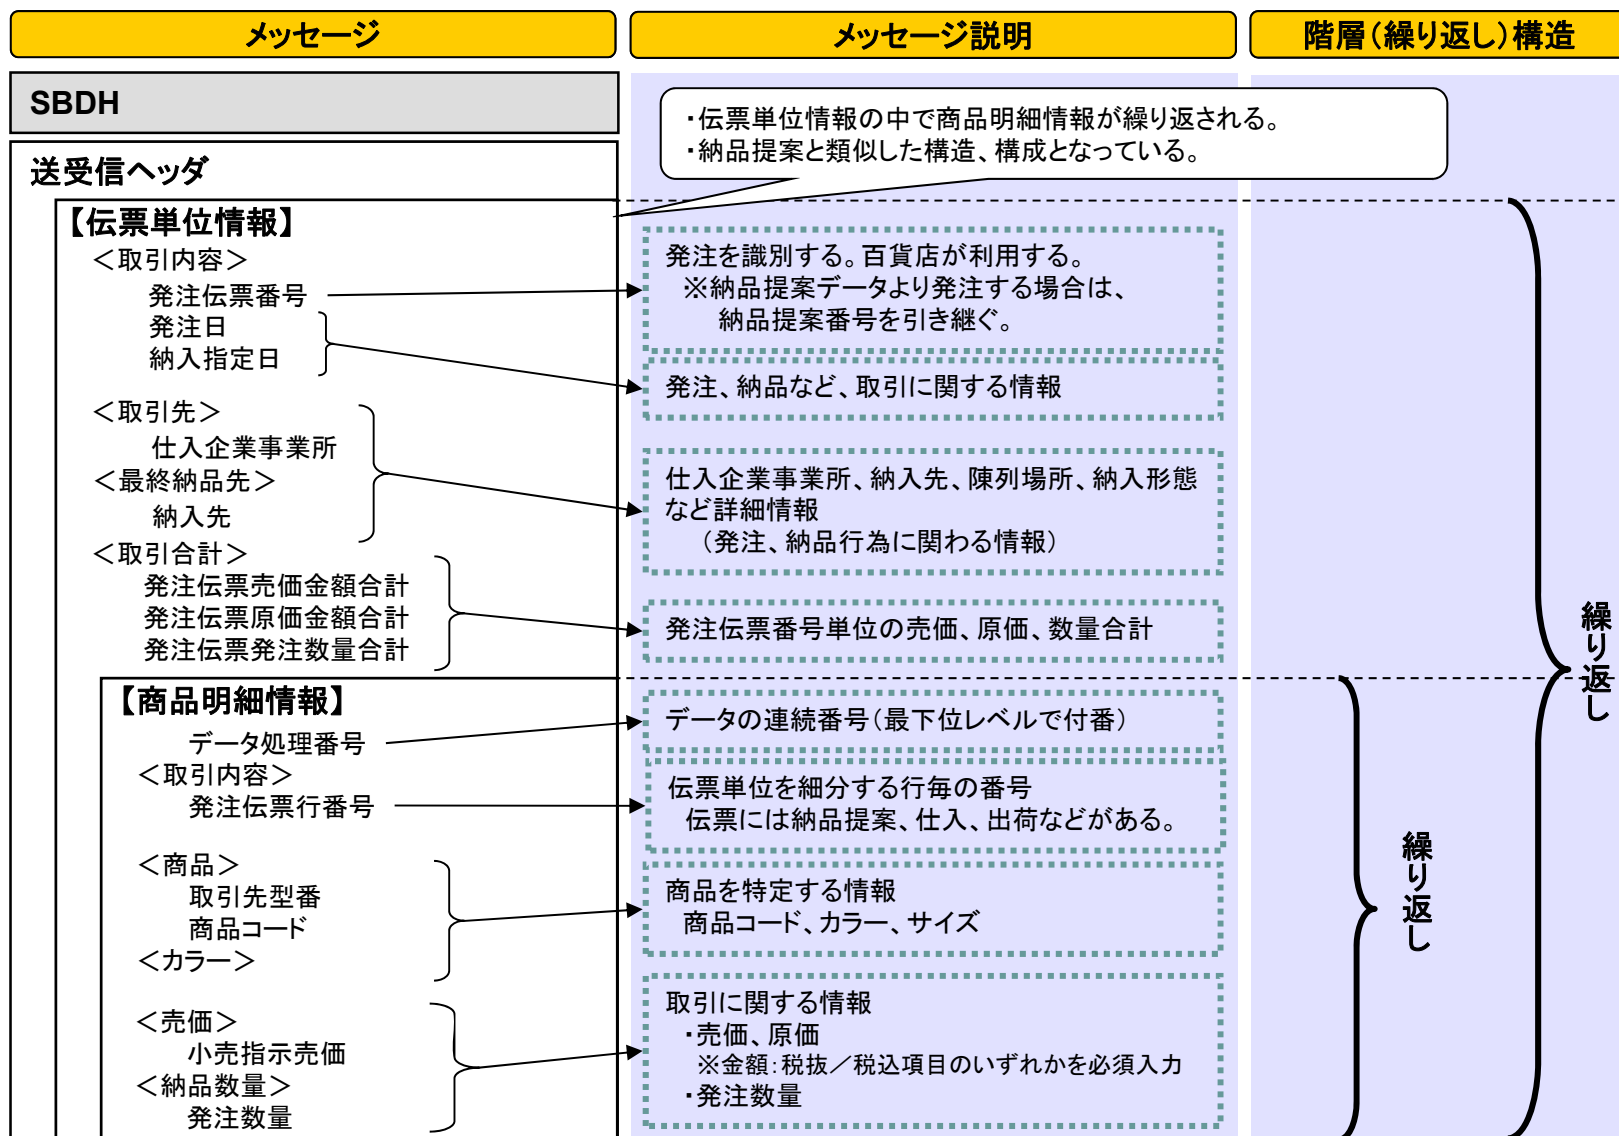 メッセージ
メッセージ説明
階層（繰り返し）構造
SBDH
・伝票単位情報の中で商品明細情報が繰り返される。
・納品提案と類似した構造、構成となっている。
送受信ヘッダ
【伝票単位情報】
＜取引内容＞
発注伝票番号
発注日
納入指定日
発注を識別する。百貨店が利用する。
※納品提案データより発注する場合は、
納品提案番号を引き継ぐ。
発注、納品など、取引に関する情報
＜取引先＞
仕入企業事業所
＜最終納品先＞
納入先
仕入企業事業所、納入先、陳列場所、納入形態
など詳細情報
（発注、納品行為に関わる情報）
＜取引合計＞
発注伝票売価金額合計
発注伝票原価金額合計
発注伝票発注数量合計
発注伝票番号単位の売価、原価、数量合計
【商品明細情報】
データ処理番号
データの連続番号（最下位レベルで付番）
＜取引内容＞
発注伝票行番号
伝票単位を細分する行毎の番号
伝票には納品提案、仕入、出荷などがある。
＜商品＞
取引先型番
商品コード
＜カラー＞
商品を特定する情報
商品コード、カラー、サイズ
＜売価＞
小売指示売価
＜納品数量＞
発注数量
取引に関する情報
・売価、原価
※金額：税抜／税込項目のいずれかを必須入力
・発注数量
繰り返し
繰り返し